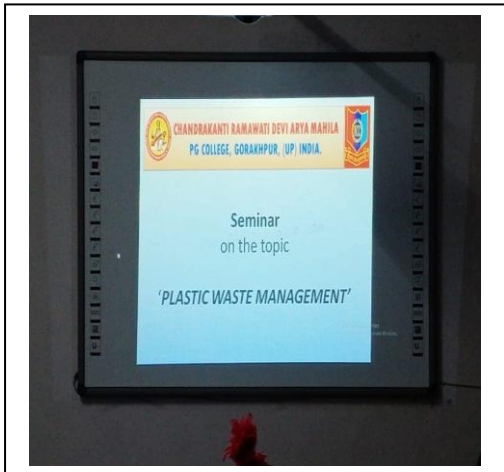 CHANDRAKANTI RAMAWATI DEVI ARYA MAHILA
PG COLLEGE, GORAKHPUR, (UP) INDIA.
Seminar
on the topic
‘PLASTIC WASTE MANAGEMENT’